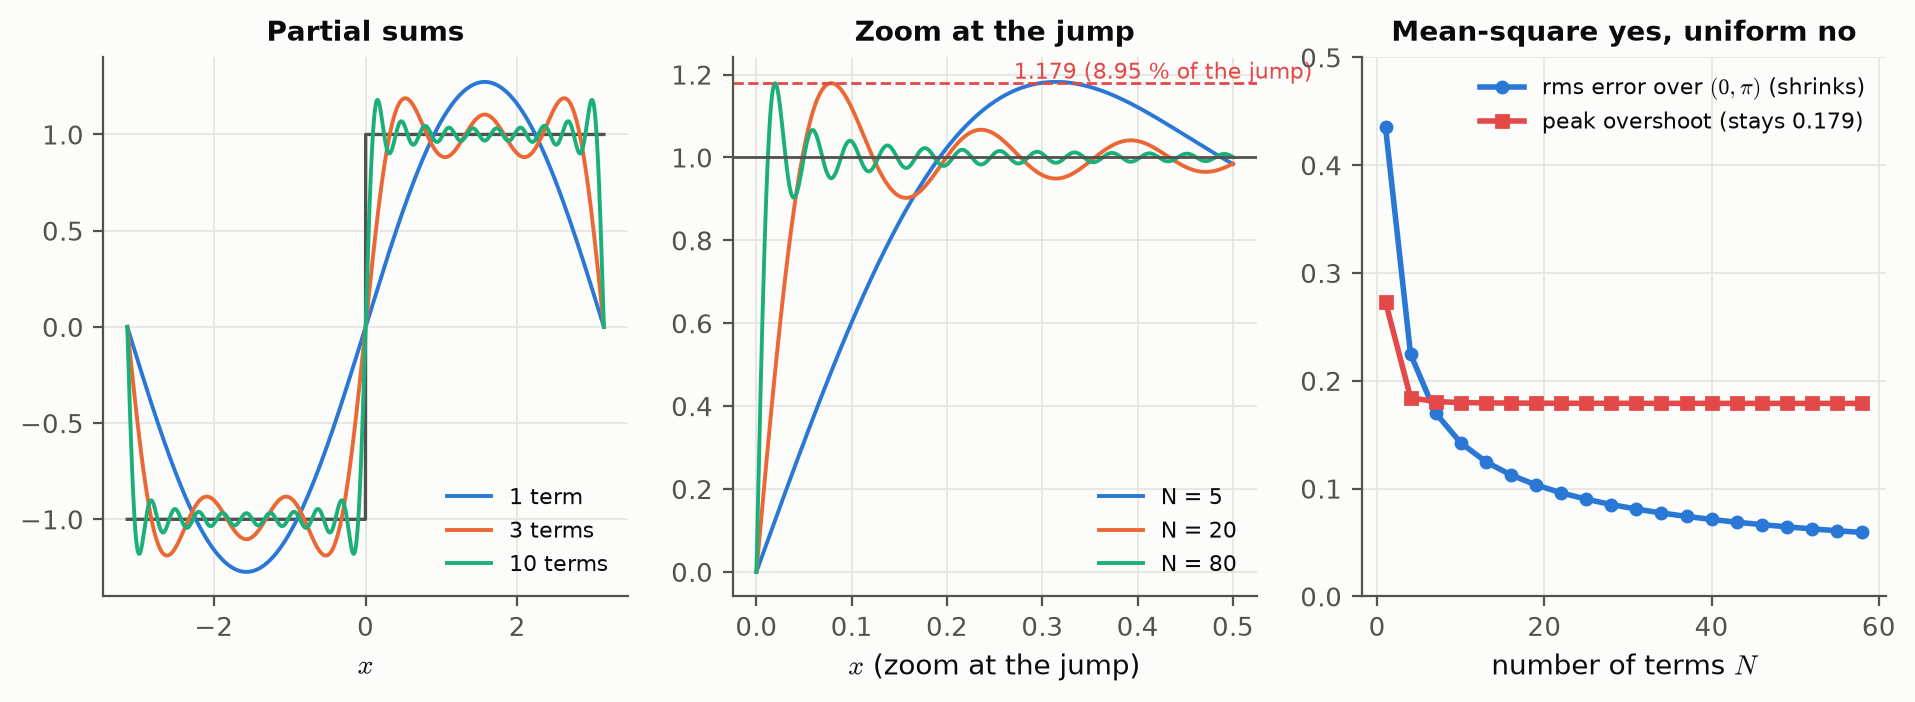 Partial sums
1.0
0.5
0.0
−0.5
−1.0
−2
0
2
x
1 term
3 terms
10 terms
Zoom at the jump
1.179 (8.95 % of the jump)
1.2
1.0
0.8
0.6
0.4
0.2
0.0
0.0
0.1
0.2
0.3
0.4
0.5
x (zoom at the jump)
N = 5
N = 20
N = 80
Mean-square yes, uniform no
0.5
0.4
0.3
0.2
0.1
0.0
0
20
40
60
number of terms N
rms error over (0, π) (shrinks)
peak overshoot (stays 0.179)